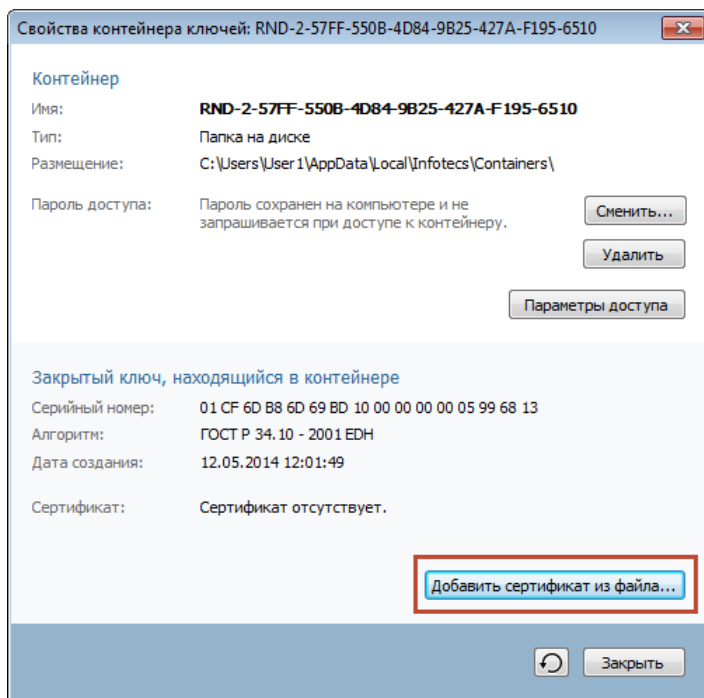 Свойства контейнера ключей: RND-2-57FF-550B-4D84-9B25-427A-F195-6510
Контейнер
Имя: RND-2-57FF-550B-4D84-9B25-427A-F195-6510
Тип: Папка на диске
Размещение: C:\Users\User1\AppData\Local\Infotecs\Containers\
Пароль доступа: Пароль сохранен на компьютере и не
запрашивается при доступе к контейнеру.
Сменить...
Удалить
Параметры доступа
Закрытый ключ, находящийся в контейнере
Серийный номер: 01 CF 6D B8 6D 69 BD 10 00 00 00 00 05 99 68 13
Алгоритм: ГОСТ Р 34.10 - 2001 EDH
Дата создания: 12.05.2014 12:01:49
Сертификат: Сертификат отсутствует.
Добавить сертификат из файла...
Закрыть